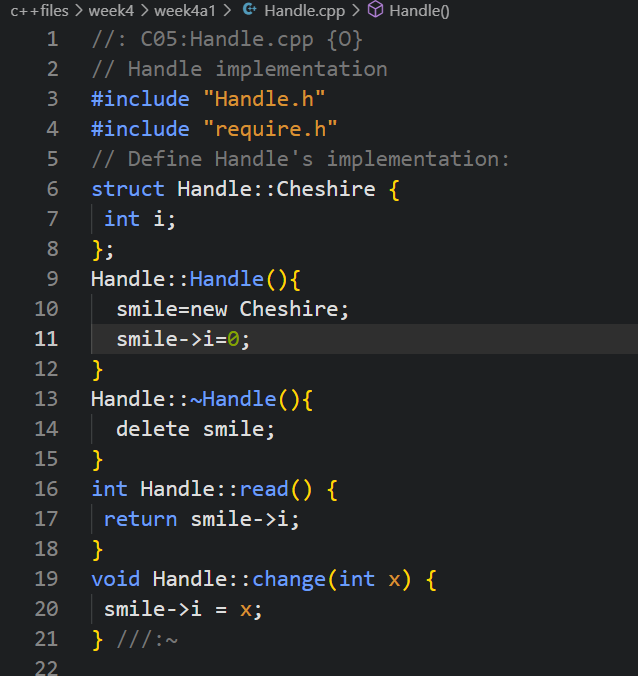 c++files > week4 > week4a1 > Handle.cpp > Handle()
1 //: C05:Handle.cpp {O}
2 // Handle implementation
3 #include "Handle.h"
4 #include "require.h"
5 // Define Handle's implementation:
6 struct Handle::Cheshire {
7  int i;
8 };
9 Handle::Handle(){
10   smile=new Cheshire;
11   smile->i=0;
12 }
13 Handle::~Handle(){
14   delete smile;
15 }
16 int Handle::read() {
17  return smile->i;
18 }
19 void Handle::change(int x) {
20  smile->i = x;
21 } ///:~
22